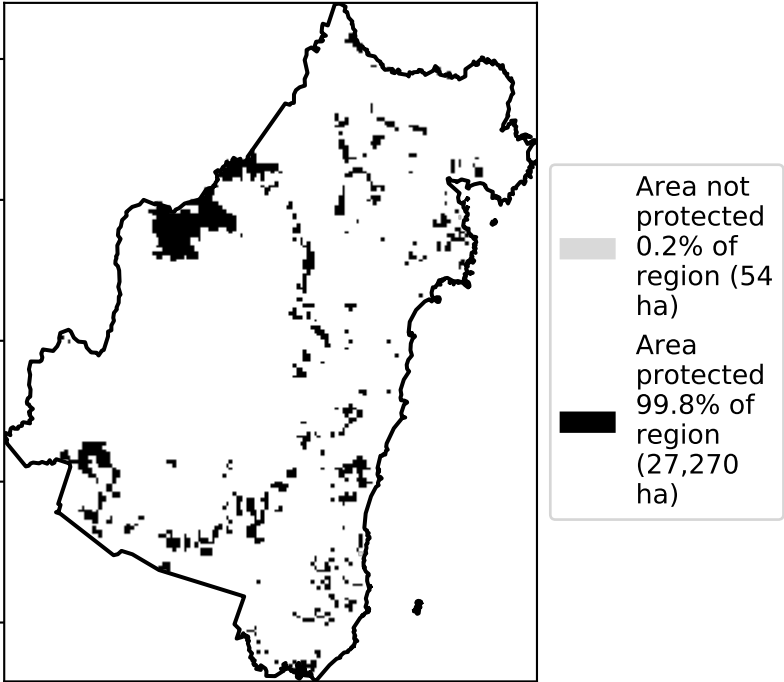 Area not
protected
0.2% of
region (54
ha)
Area
protected
99.8% of
region
(27,270
ha)